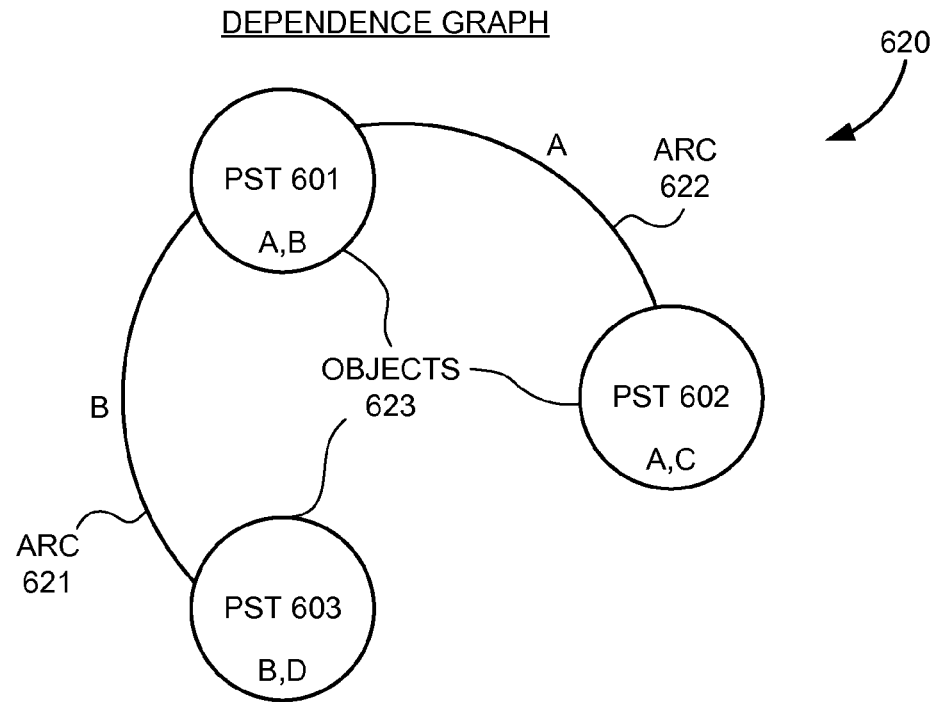 DEPENDENCE GRAPH
620
PST 601
A,B
A
ARC
622
OBJECTS
623
PST 602
A,C
B
ARC
621
PST 603
B,D